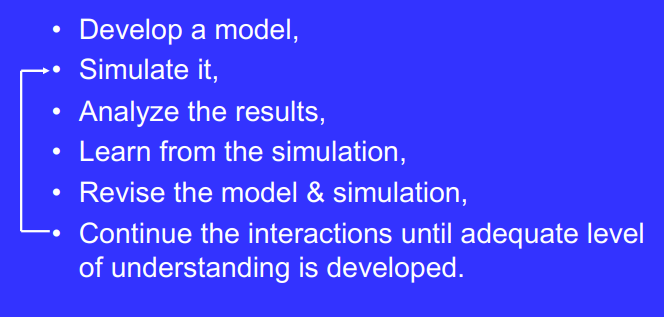 • Develop a model,
• Simulate it,
• Analyze the results,
• Learn from the simulation,
• Revise the model & simulation,
• Continue the interactions until adequate level
of understanding is developed.